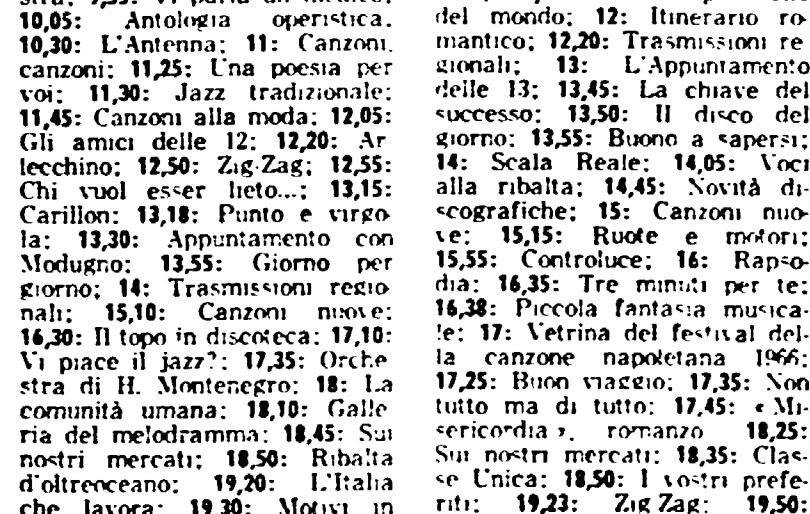 10,05: Antologia operistica.
10,30: L'Antenna; 11: Canzoni.
canzoni; 11,25: Una poesia per
voi; 11,30: Jazz tradizionale;
11,45: Canzoni alla moda; 12,05:
Gli amici delle 12; 12,20: Ar
lecchino; 12,50: Zig-Zag; 12,55:
Chi vuol esser lieto...; 13,15:
Carillon; 13,18: Punto e virgo-
la; 13,30: Appuntamento con
Modugno; 13,55: Giorno per
giorno; 14: Trasmissioni regio
nali; 15,10: Canzoni nuove;
16,30: Il topo in discoteca; 17,10:
Vi piace il jazz?; 17,35: Orche
stra di H. Montenegro; 18: La
comunità umana; 18,10: Galle
ria del melodramma; 18,45: Sui
nostri mercati; 18,50: Ribalta
d'oltreoceano; 19,20: L'Italia
che lavora; 19,30: Motivi in
del mondo; 12: Itinerario ro-
mantico; 12,20: Trasmissioni re
gionali; 13: L'Appuntamento
delle 13; 13,45: La chiave del
successo; 13,50: Il disco del
giorno; 13,55: Buono a sapersi;
14: Scala Reale; 14,05: Voci
alla ribalta; 14,45: Novità di-
scografiche; 15: Canzoni nuo-
ve; 15,15: Ruote e motori;
15,55: Controluce; 16: Rapso-
dia; 16,35: Tre minuti per te;
16,38: Piccola fantasia musica-
le; 17: Vetrina del festival del-
la canzone napoletana 1966;
17,25: Buon viaggio; 17,35: Non
tutto ma di tutto; 17,45: « Mi-
sericordia », romanzo 18,25:
Sui nostri mercati; 18,35: Clas-
se Unica; 18,50: I vostri prefe-
riti; 19,23: Zig Zag; 19,50: